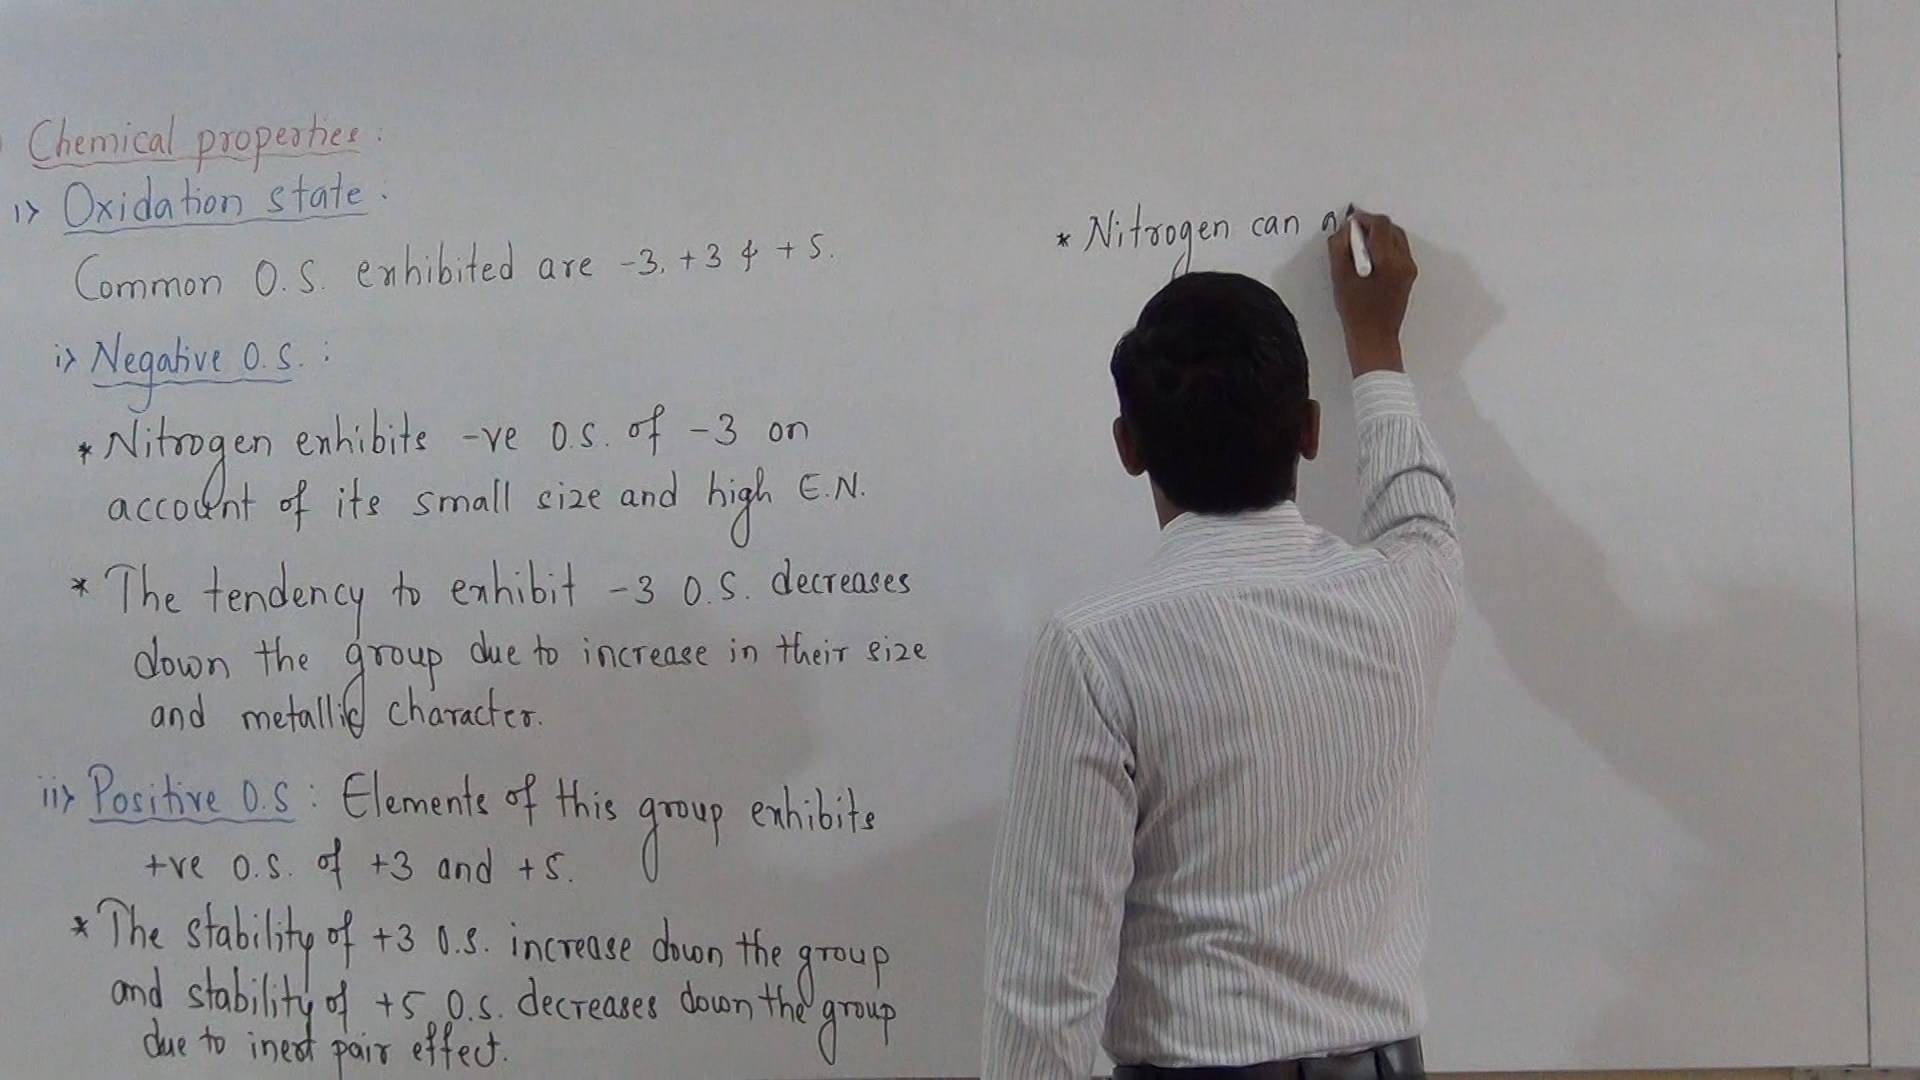 Chemical properties :
1> Oxidation state :
Common O.S. exhibited are -3, +3 & +5.
i> Negative O.S. :
* Nitrogen exhibits -ve O.S. of -3 on
account of its small size and high E.N.
* The tendency to exhibit -3 O.S. decreases
down the group due to increase in their size
and metallic character.
ii> Positive O.S : Elements of this group exhibits
+ve O.S. of +3 and +5.
* The stability of +3 O.S. increase down the group
and stability of +5 O.S. decreases down the group
due to inert pair effect.
* Nitrogen can